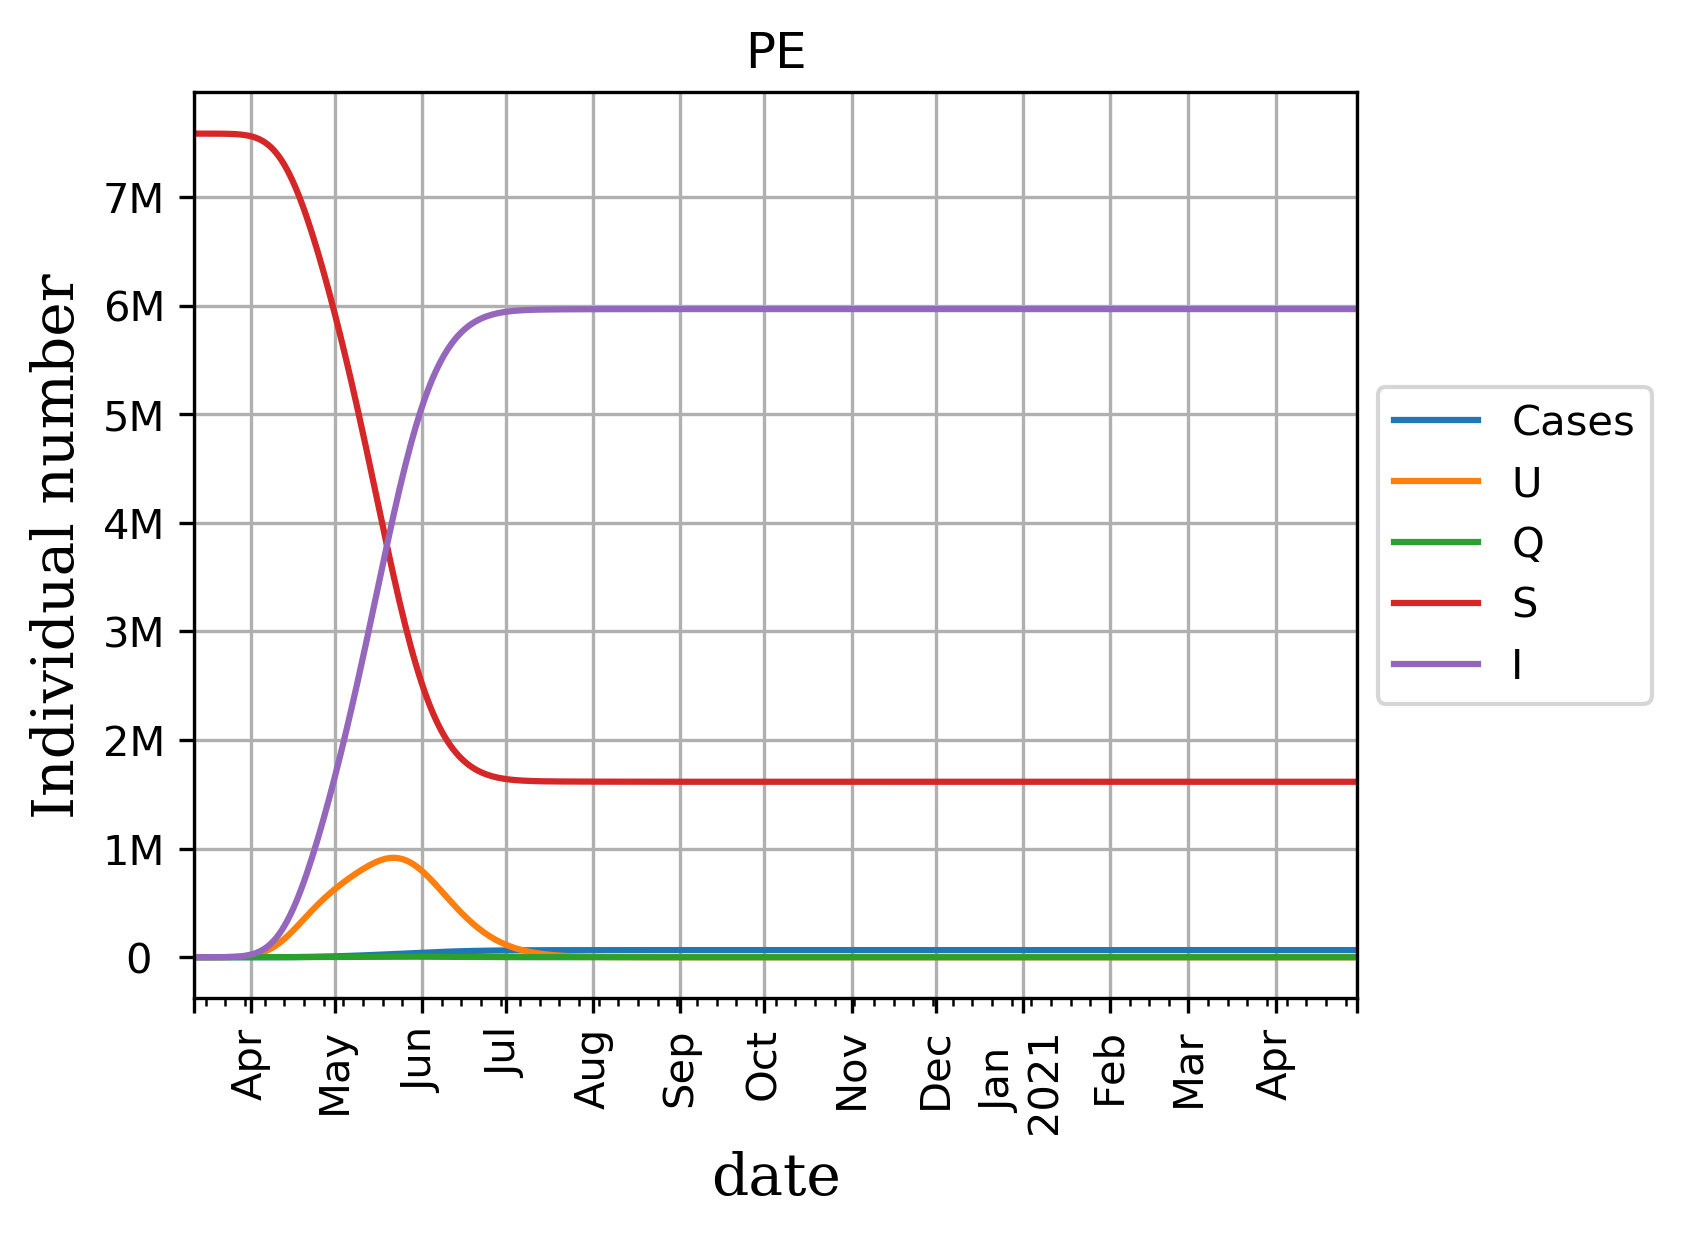 PE
Individual number
7M
6M
5M
4M
3M
2M
1M
0
Apr
May
Jun
Jul
Aug
Sep
Oct
Nov
Dec
Jan
2021
Feb
Mar
Apr
date
Cases
U
Q
S
I